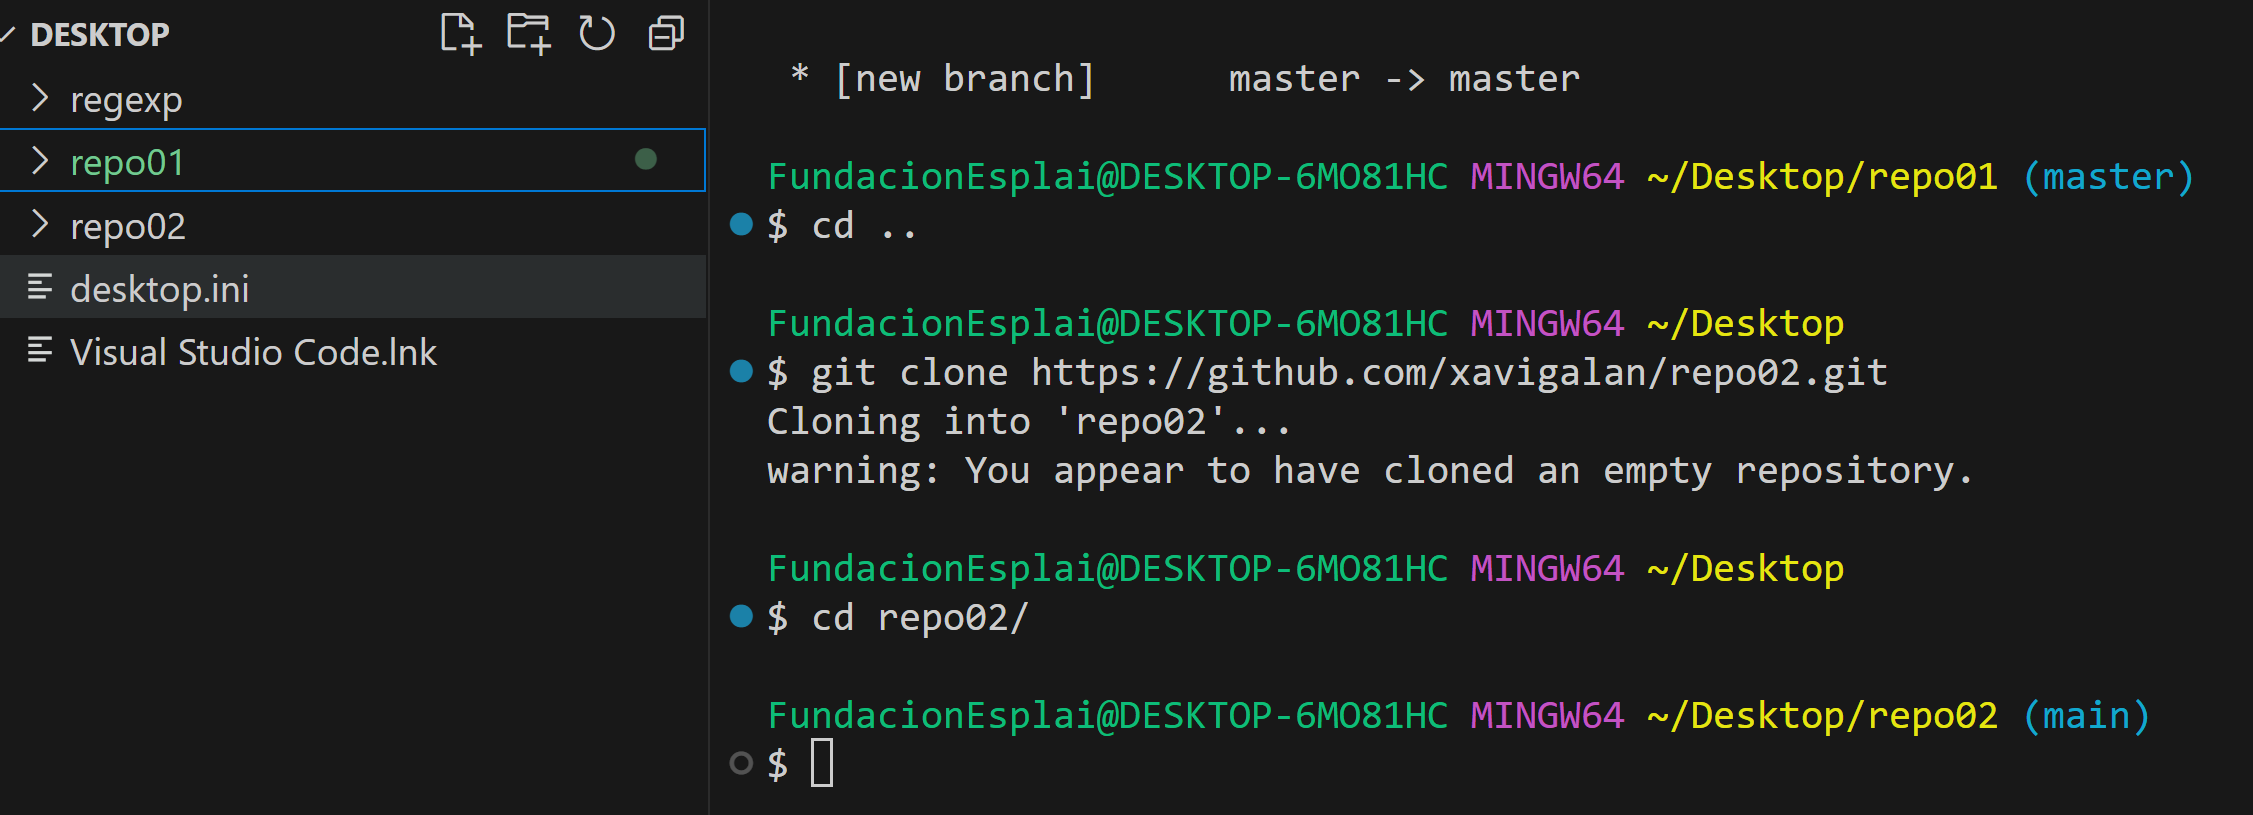 DESKTOP
regexp
repo01
repo02
desktop.ini
Visual Studio Code.lnk
* [new branch]      master -> master
FundacionEsplai@DESKTOP-6MO81HC MINGW64 ~/Desktop/repo01 (master)
$ cd ..
FundacionEsplai@DESKTOP-6MO81HC MINGW64 ~/Desktop
$ git clone https://github.com/xavigalan/repo02.git
Cloning into 'repo02'...
warning: You appear to have cloned an empty repository.
FundacionEsplai@DESKTOP-6MO81HC MINGW64 ~/Desktop
$ cd repo02/
FundacionEsplai@DESKTOP-6MO81HC MINGW64 ~/Desktop/repo02 (main)
$